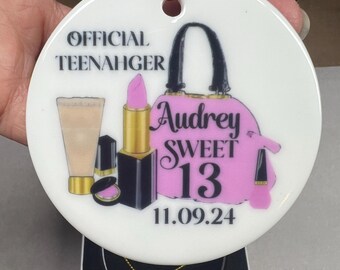 OFFICIAL
TEENAHGER
Audrey
SWEET
13
11.09.24